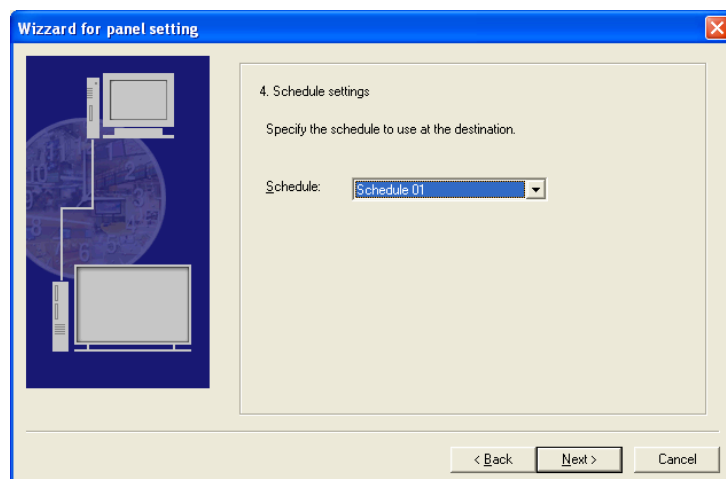 Wizzard for panel setting
4. Schedule settings
Specify the schedule to use at the destination.
Schedule: Schedule 01
< Back Next > Cancel